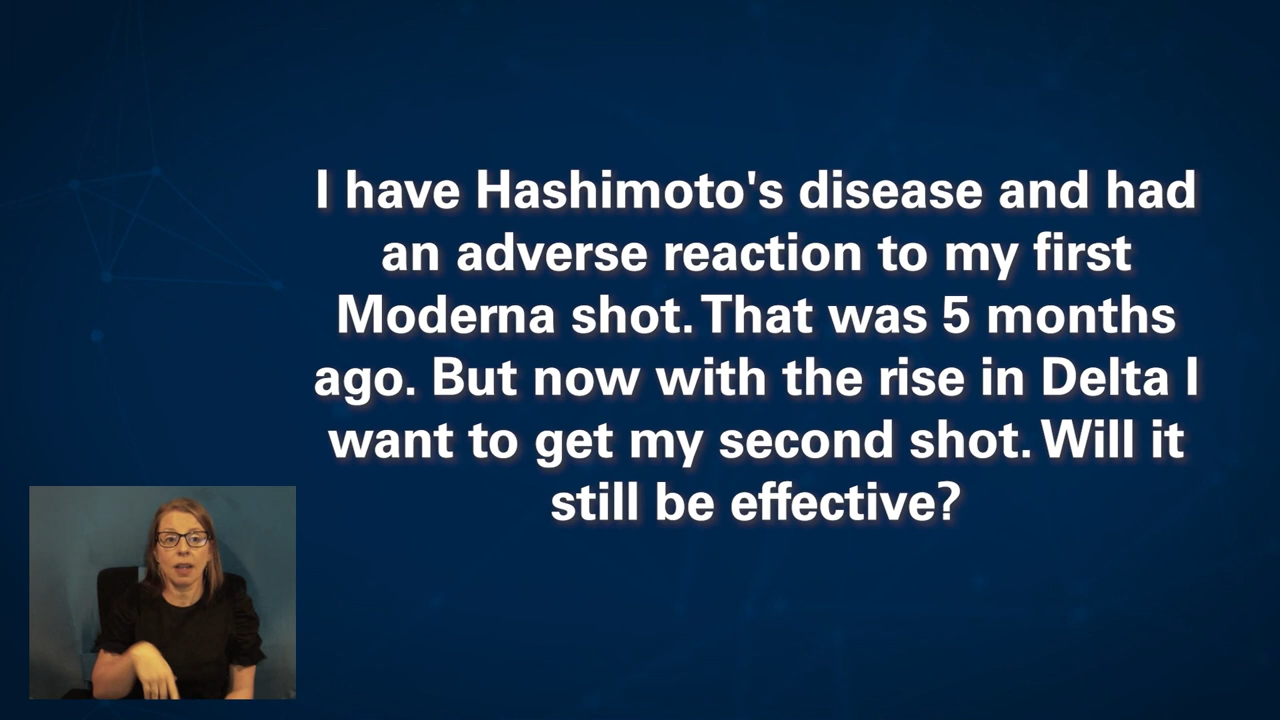 I have Hashimoto's disease and had
an adverse reaction to my first
Moderna shot. That was 5 months
ago. But now with the rise in Delta I
want to get my second shot. Will it
still be effective?